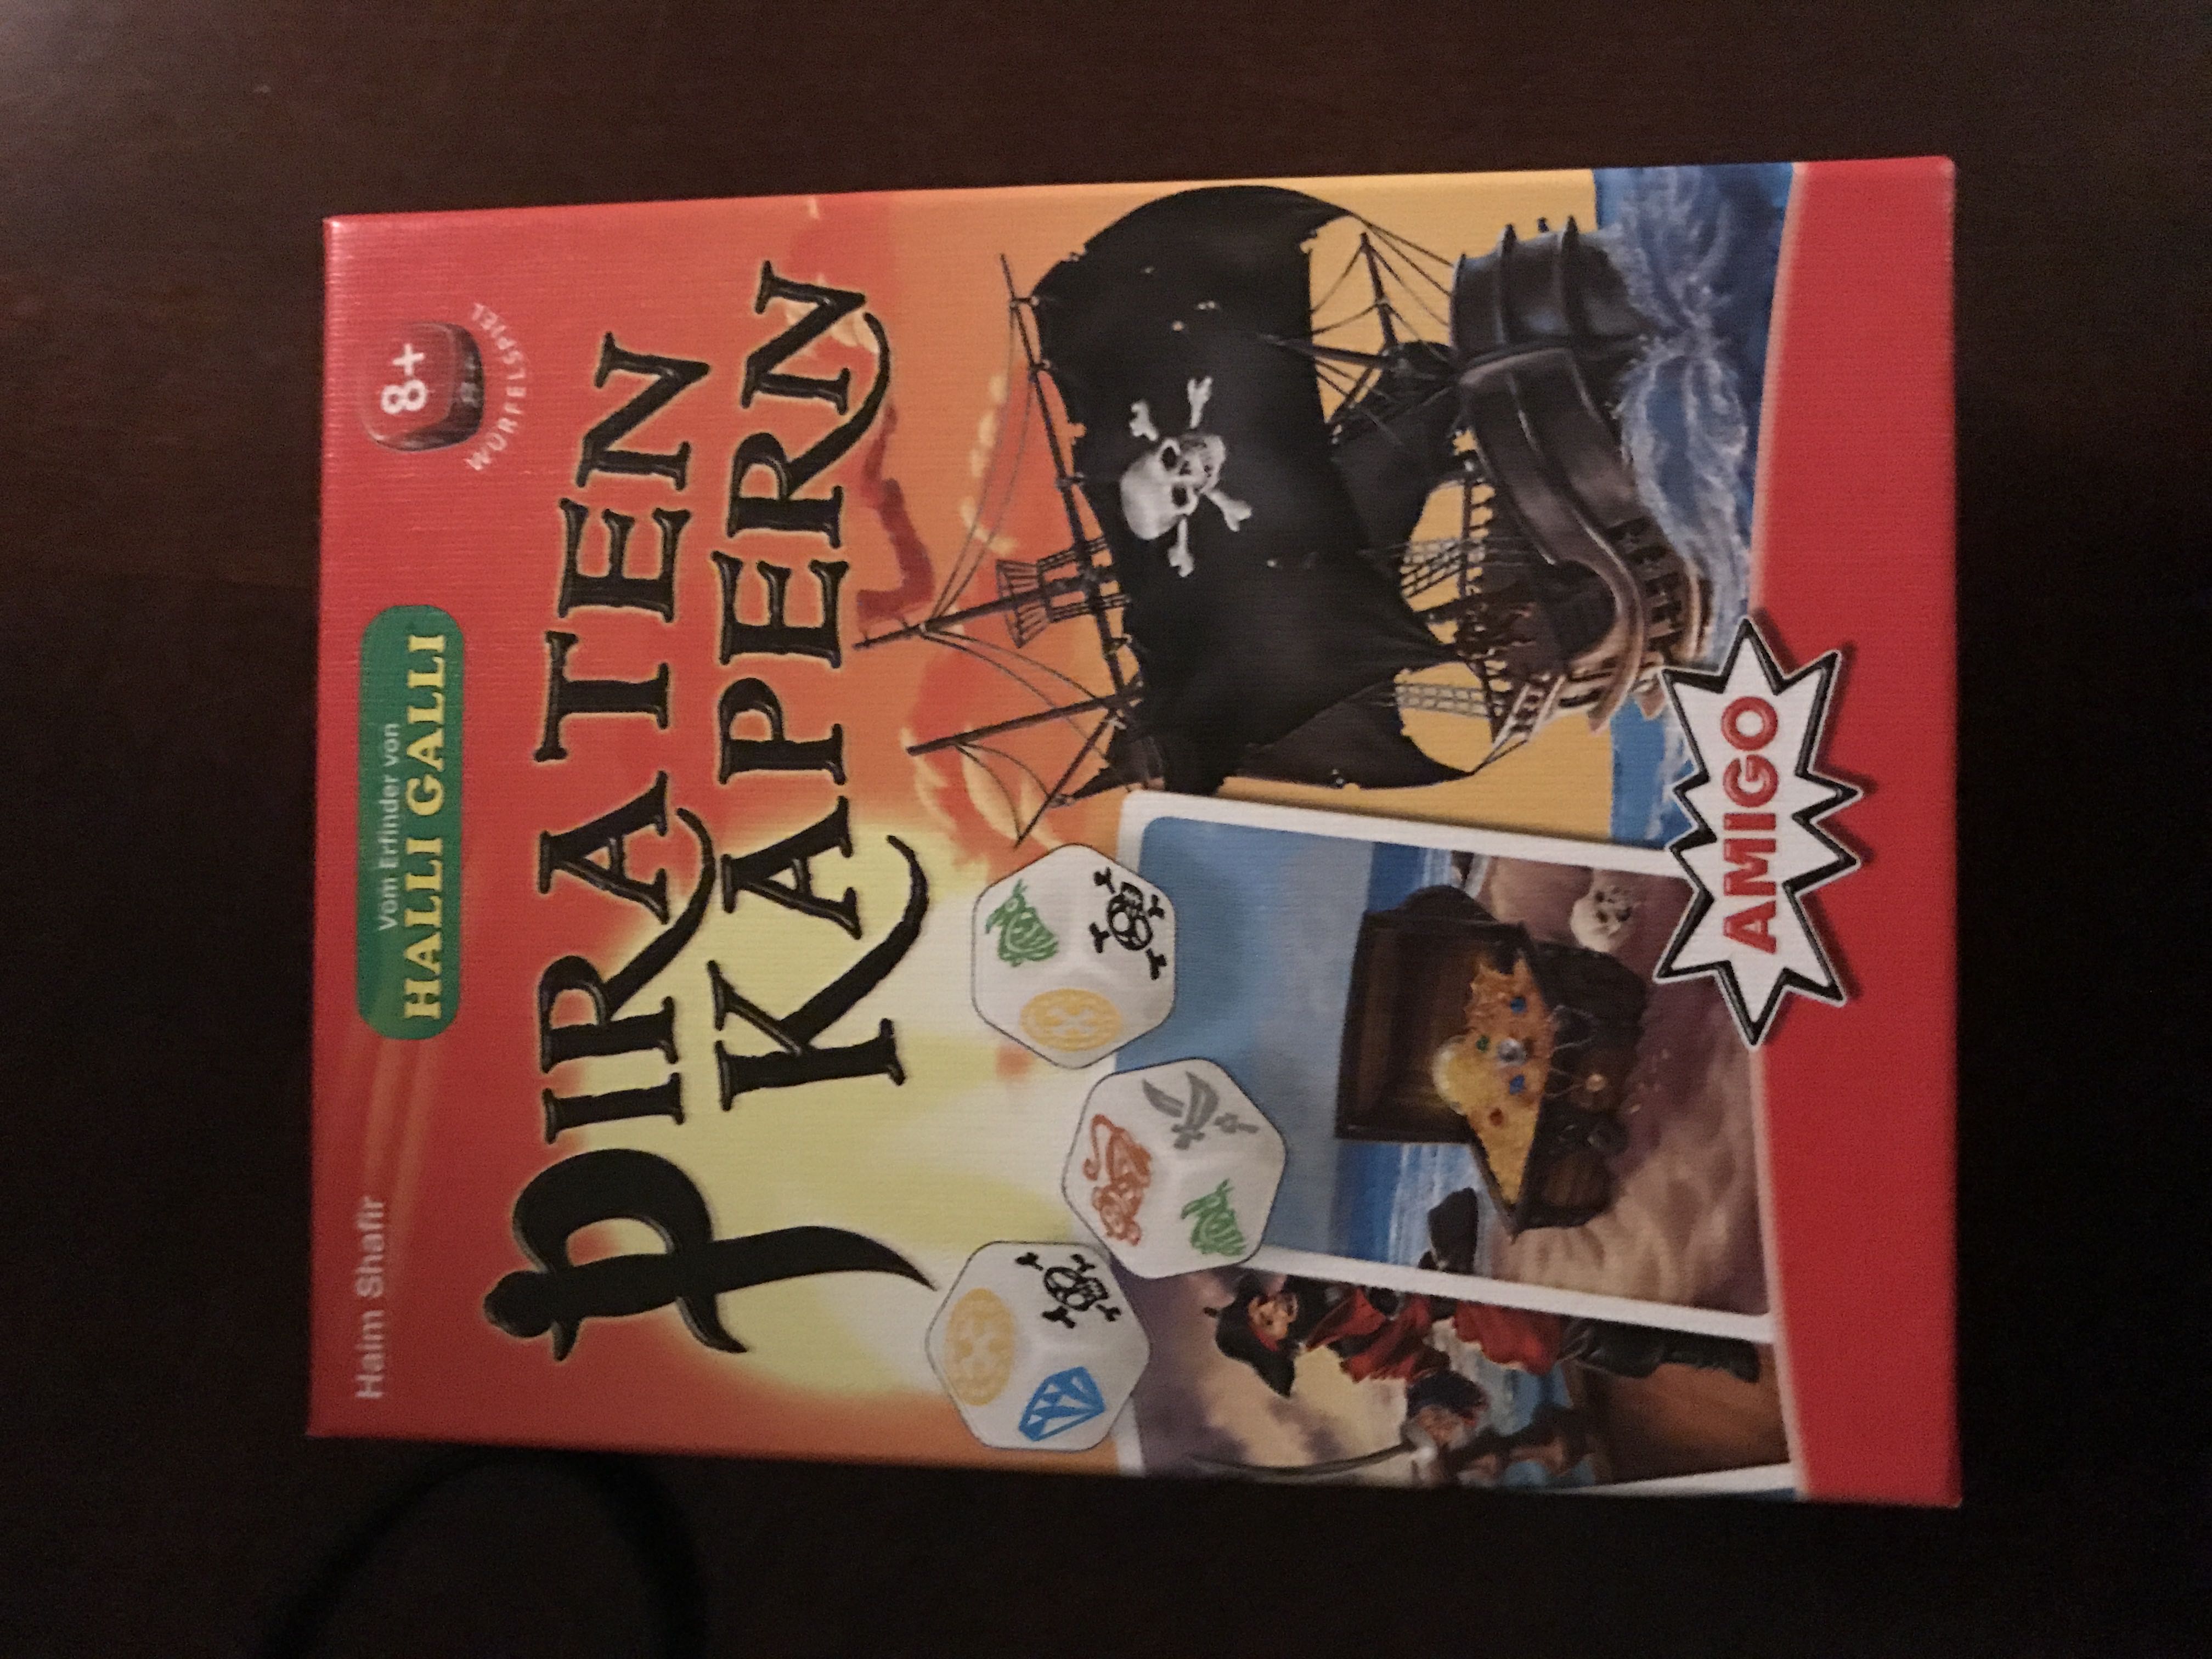 Haim Shafir
Vom Erfinder von
HALLI GALLI
8+
WÜRFELSPIEL
PIRATEN
KAPERN
AMIGO